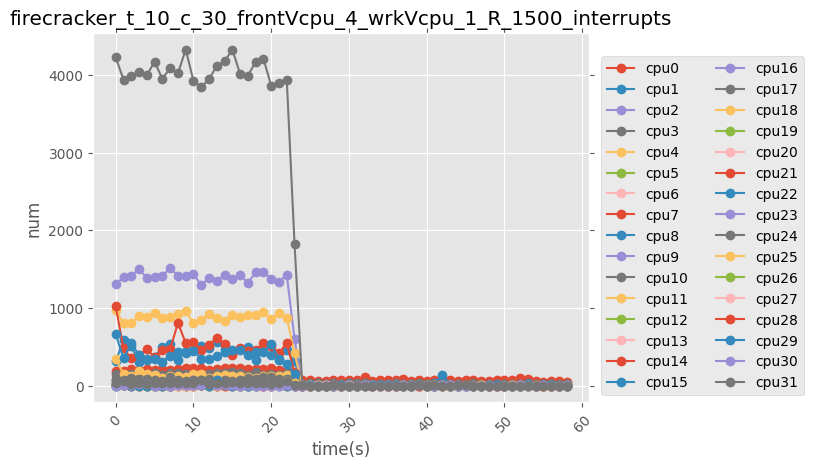 firecracker_t_10_c_30_frontVcpu_4_wrkVcpu_1_R_1500_interrupts
num
4000
3000
2000
1000
0
0
10
20
30
40
50
60
time(s)
cpu0
cpu1
cpu2
cpu3
cpu4
cpu5
cpu6
cpu7
cpu8
cpu9
cpu10
cpu11
cpu12
cpu13
cpu14
cpu15
cpu16
cpu17
cpu18
cpu19
cpu20
cpu21
cpu22
cpu23
cpu24
cpu25
cpu26
cpu27
cpu28
cpu29
cpu30
cpu31